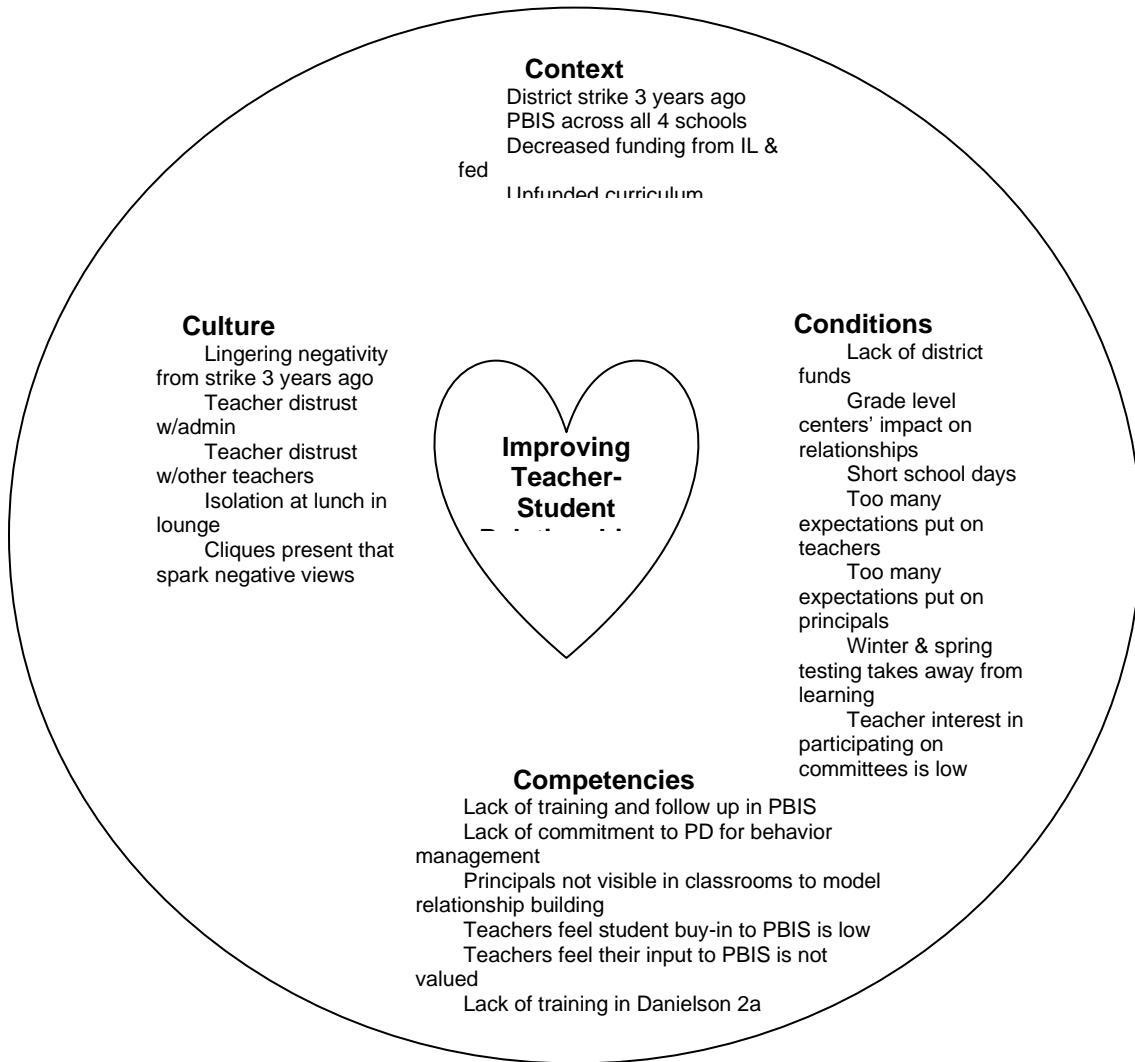 Context
District strike 3 years ago
PBIS across all 4 schools
Decreased funding from IL &
fed
Unfunded curriculum
Culture
Lingering negativity
from strike 3 years ago
Teacher distrust
w/admin
Teacher distrust
w/other teachers
Isolation at lunch in
lounge
Cliques present that
spark negative views
Improving
Teacher-
Student
Conditions
Lack of district
funds
Grade level
centers’ impact on
relationships
Short school days
Too many
expectations put on
teachers
Too many
expectations put on
principals
Winter & spring
testing takes away from
learning
Teacher interest in
participating on
committees is low
Competencies
Lack of training and follow up in PBIS
Lack of commitment to PD for behavior
management
Principals not visible in classrooms to model
relationship building
Teachers feel student buy-in to PBIS is low
Teachers feel their input to PBIS is not
valued
Lack of training in Danielson 2a